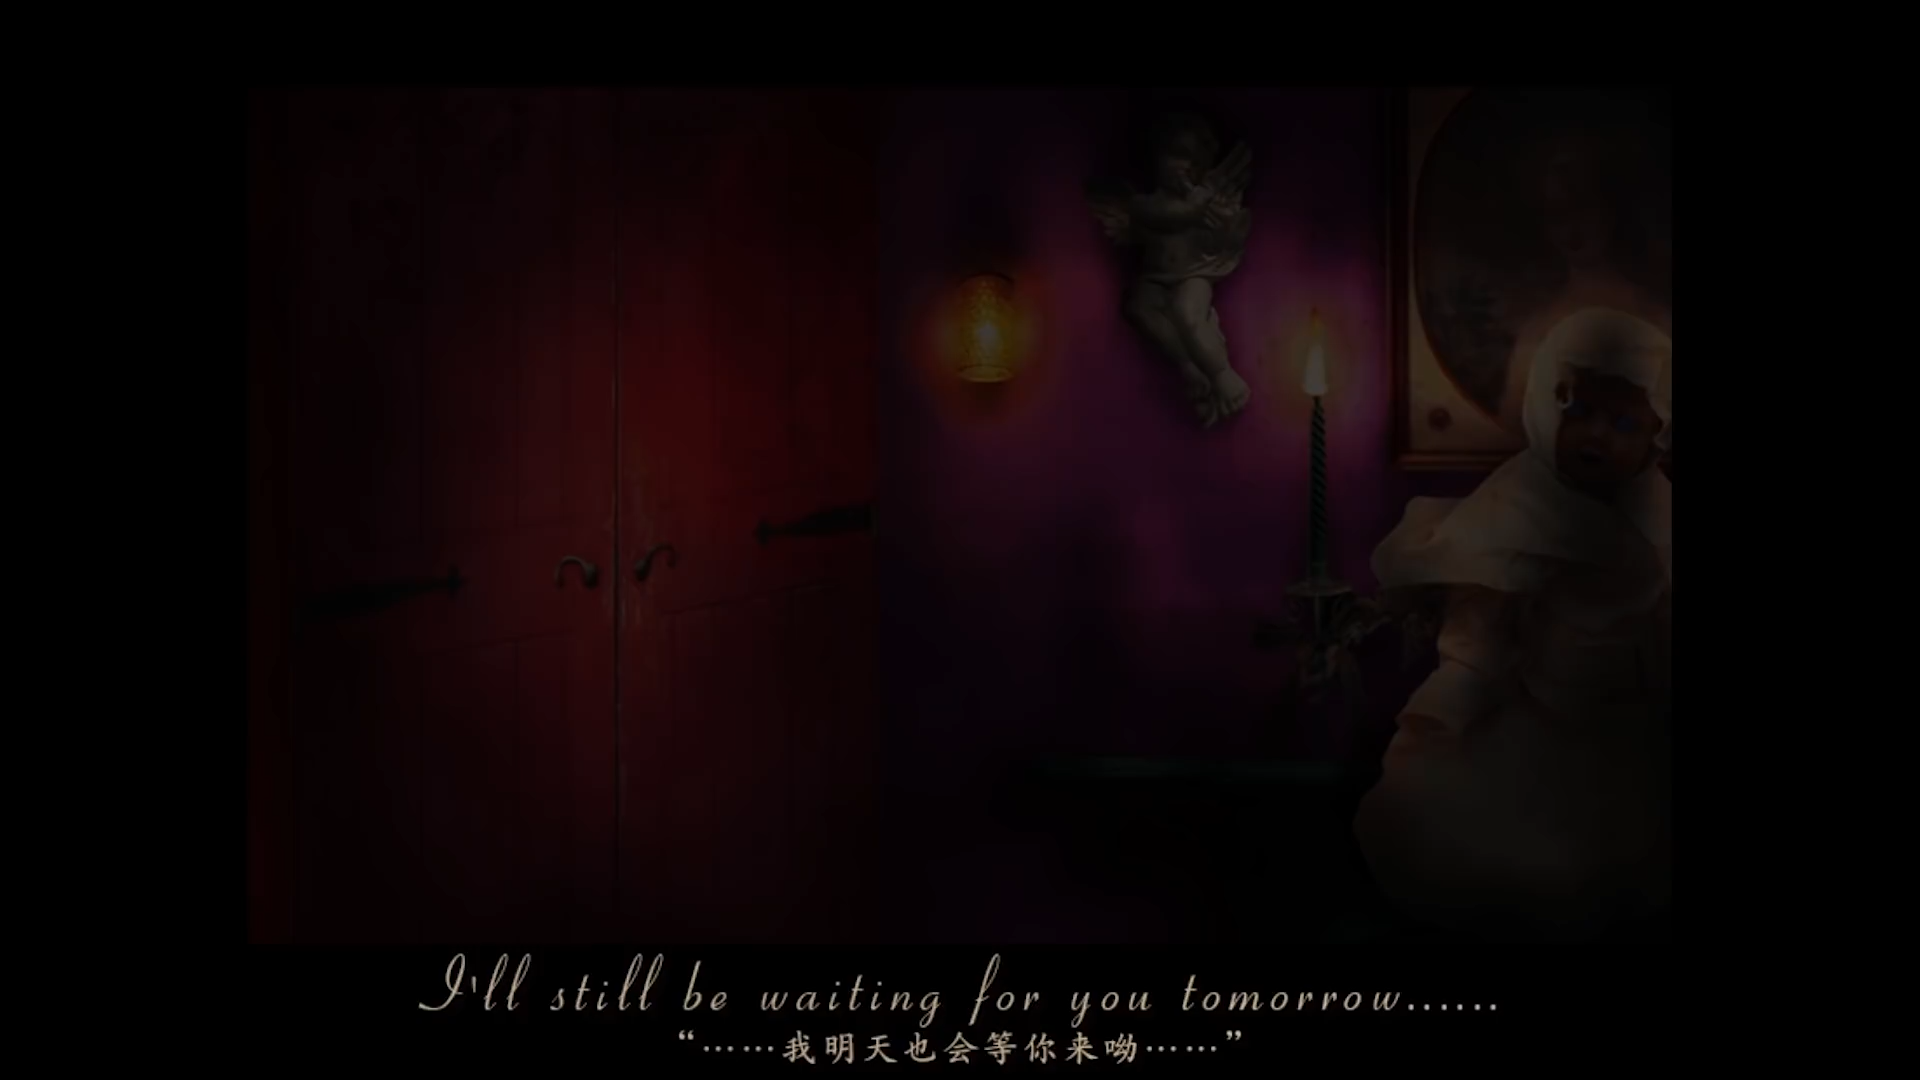 I'll still be waiting for you tomorrow......
“……我明天也会等你来呦……”